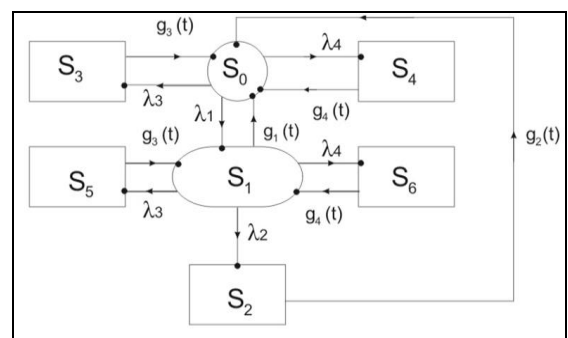 g₃ (t)
S₃
S₀
λ4
S₄
λ3
g₄ (t)
λ1
g₁ (t)
g₂(t)
g₃ (t)
λ4
S₅
S₁
S₆
λ3
g₄ (t)
λ2
S₂